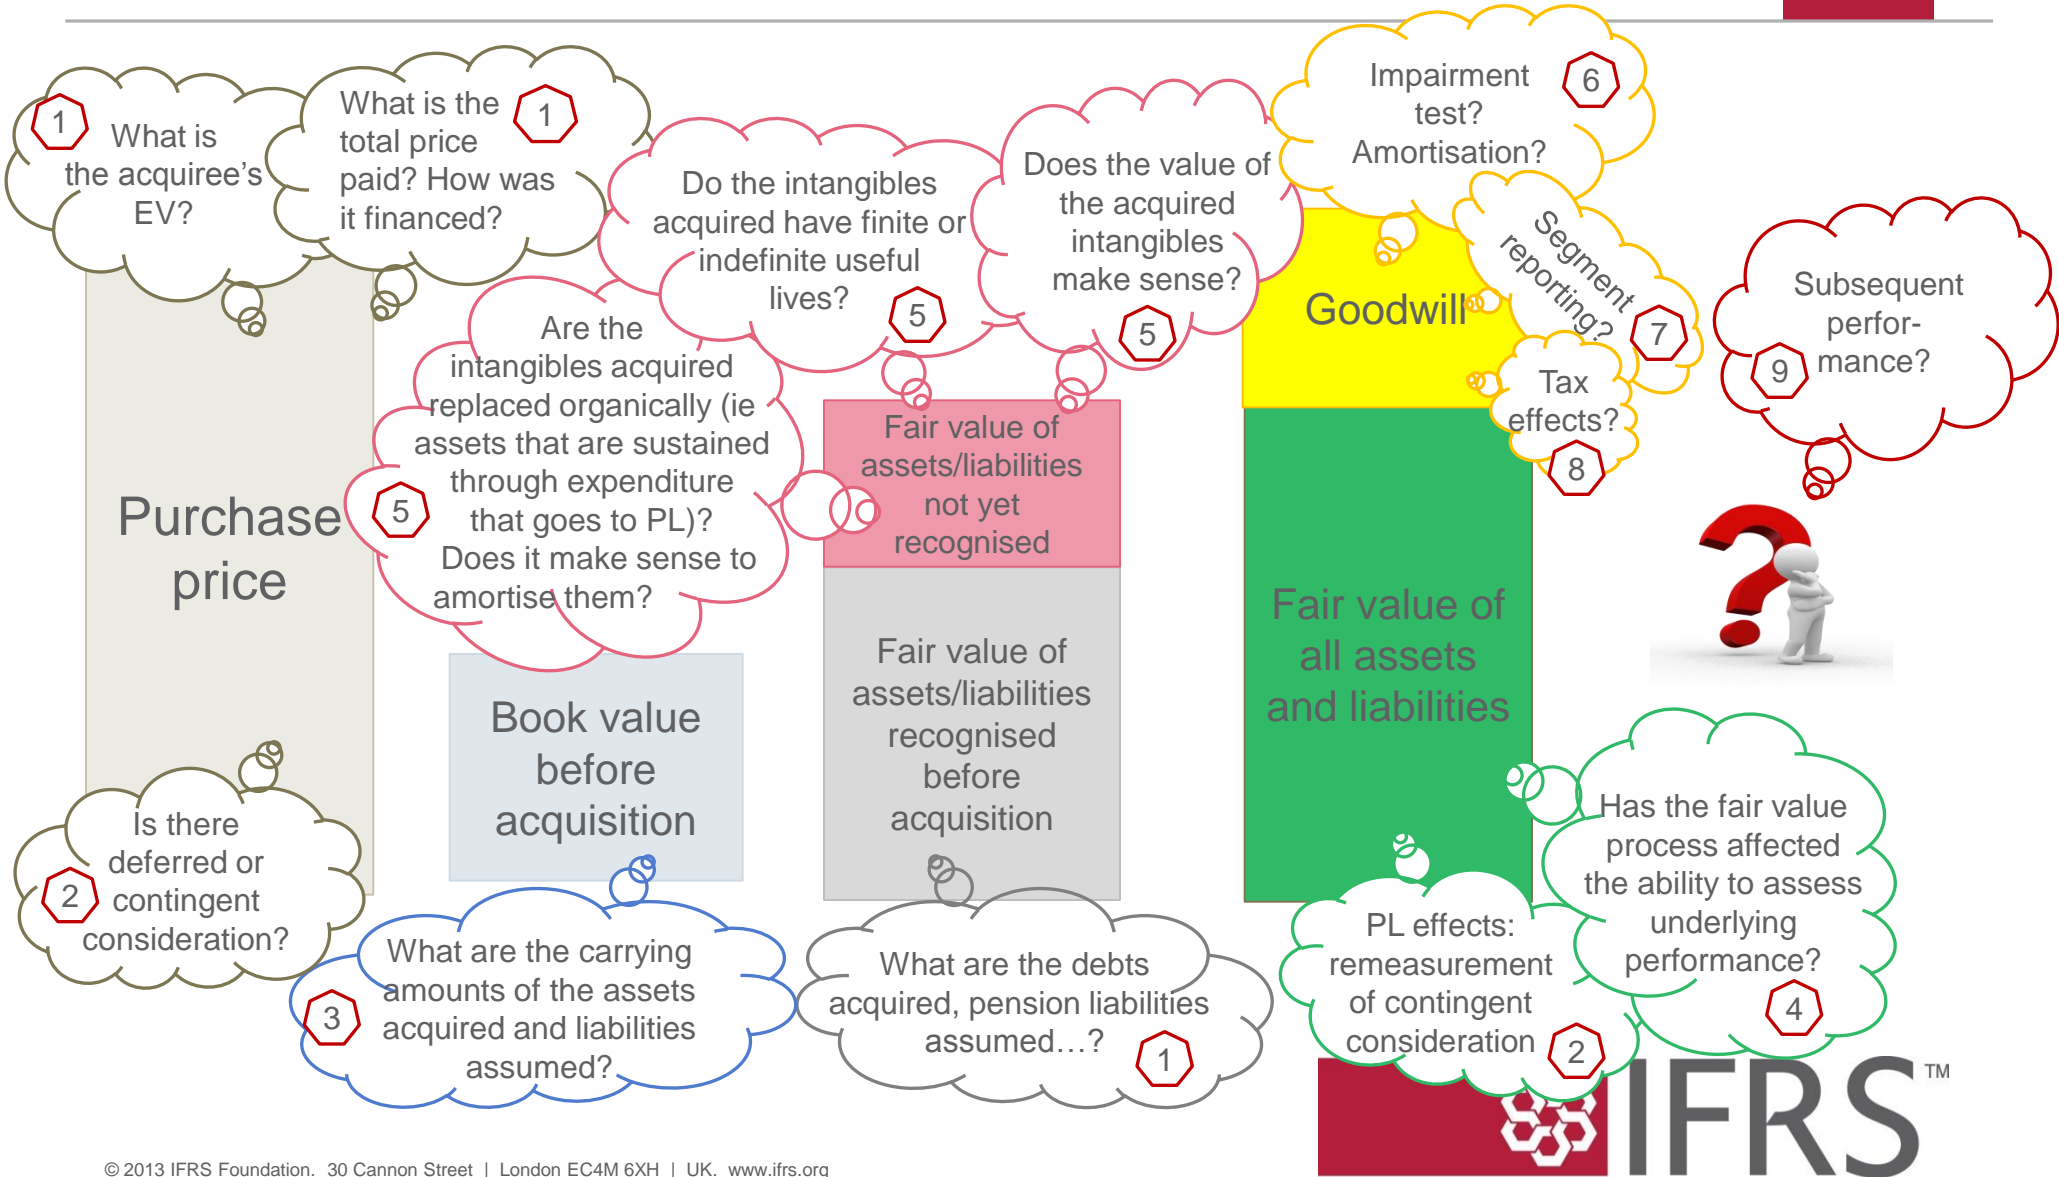 1
What is
the acquiree's
EV?
What is the
total price
paid? How was
it financed?
1
Do the intangibles
acquired have finite or
indefinite useful
lives?
5
Does the value of
the acquired
intangibles
make sense?
5
Impairment
test?
Amortisation?
6
Segment
reporting?
7
Tax
effects?
8
Subsequent
perfor-
mance?
9
Are the
intangibles acquired
replaced organically (ie
assets that are sustained
through expenditure
that goes to PL)?
Does it make sense to
amortise them?
5
Purchase
price
Book value
before
acquisition
Fair value of
assets/liabilities
not yet
recognised
Fair value of
assets/liabilities
recognised
before
acquisition
Goodwill
Fair value of
all assets
and liabilities
Is there
deferred or
contingent
consideration?
2
What are the carrying
amounts of the assets
acquired and liabilities
assumed?
3
What are the debts
acquired, pension liabilities
assumed…?
1
PL effects:
remeasurement
of contingent
consideration
2
Has the fair value
process affected
the ability to assess
underlying
performance?
4
IFRS™
© 2013 IFRS Foundation. 30 Cannon Street | London EC4M 6XH | UK. www.ifrs.org